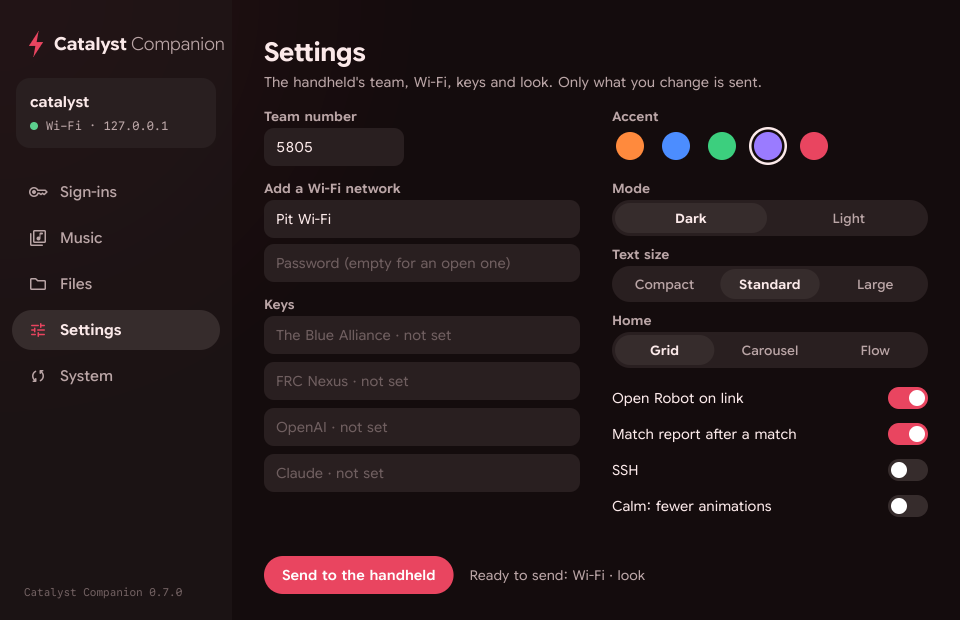 Catalyst Companion
catalyst
Wi-Fi · 127.0.0.1
Sign-ins
Music
Files
Settings
System
Catalyst Companion 0.7.0
Settings
The handheld's team, Wi-Fi, keys and look. Only what you change is sent.
Team number
5805
Add a Wi-Fi network
Pit Wi-Fi
Password (empty for an open one)
Keys
The Blue Alliance · not set
FRC Nexus · not set
OpenAI · not set
Claude · not set
Accent
Mode
Dark Light
Text size
Compact Standard Large
Home
Grid Carousel Flow
Open Robot on link
Match report after a match
SSH
Calm: fewer animations
Send to the handheld
Ready to send: Wi-Fi · look